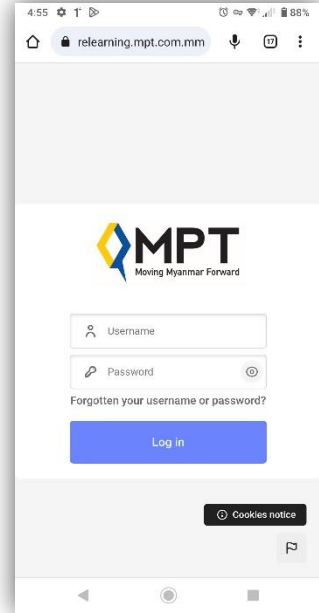 4:55 88%
relearning.mpt.com.mm 17
MPT
Moving Myanmar Forward
Username
Password
Forgotten your username or password?
Log in
Cookies notice